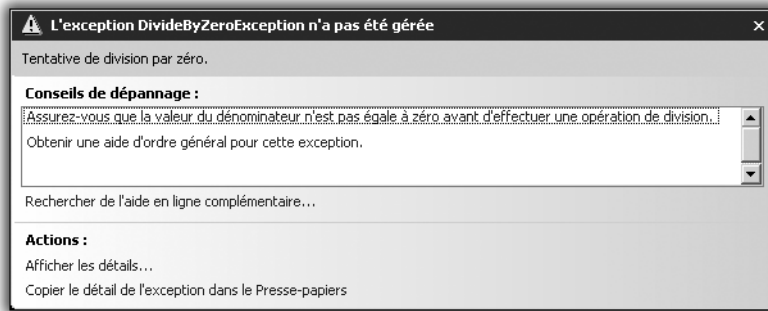 L'exception DivideByZeroException n'a pas été gérée
Tentative de division par zéro.
Conseils de dépannage :
Assurez-vous que la valeur du dénominateur n'est pas égale à zéro avant d'effectuer une opération de division.
Obtenir une aide d'ordre général pour cette exception.
Rechercher de l'aide en ligne complémentaire...
Actions :
Afficher les détails...
Copier le détail de l'exception dans le Presse-papiers